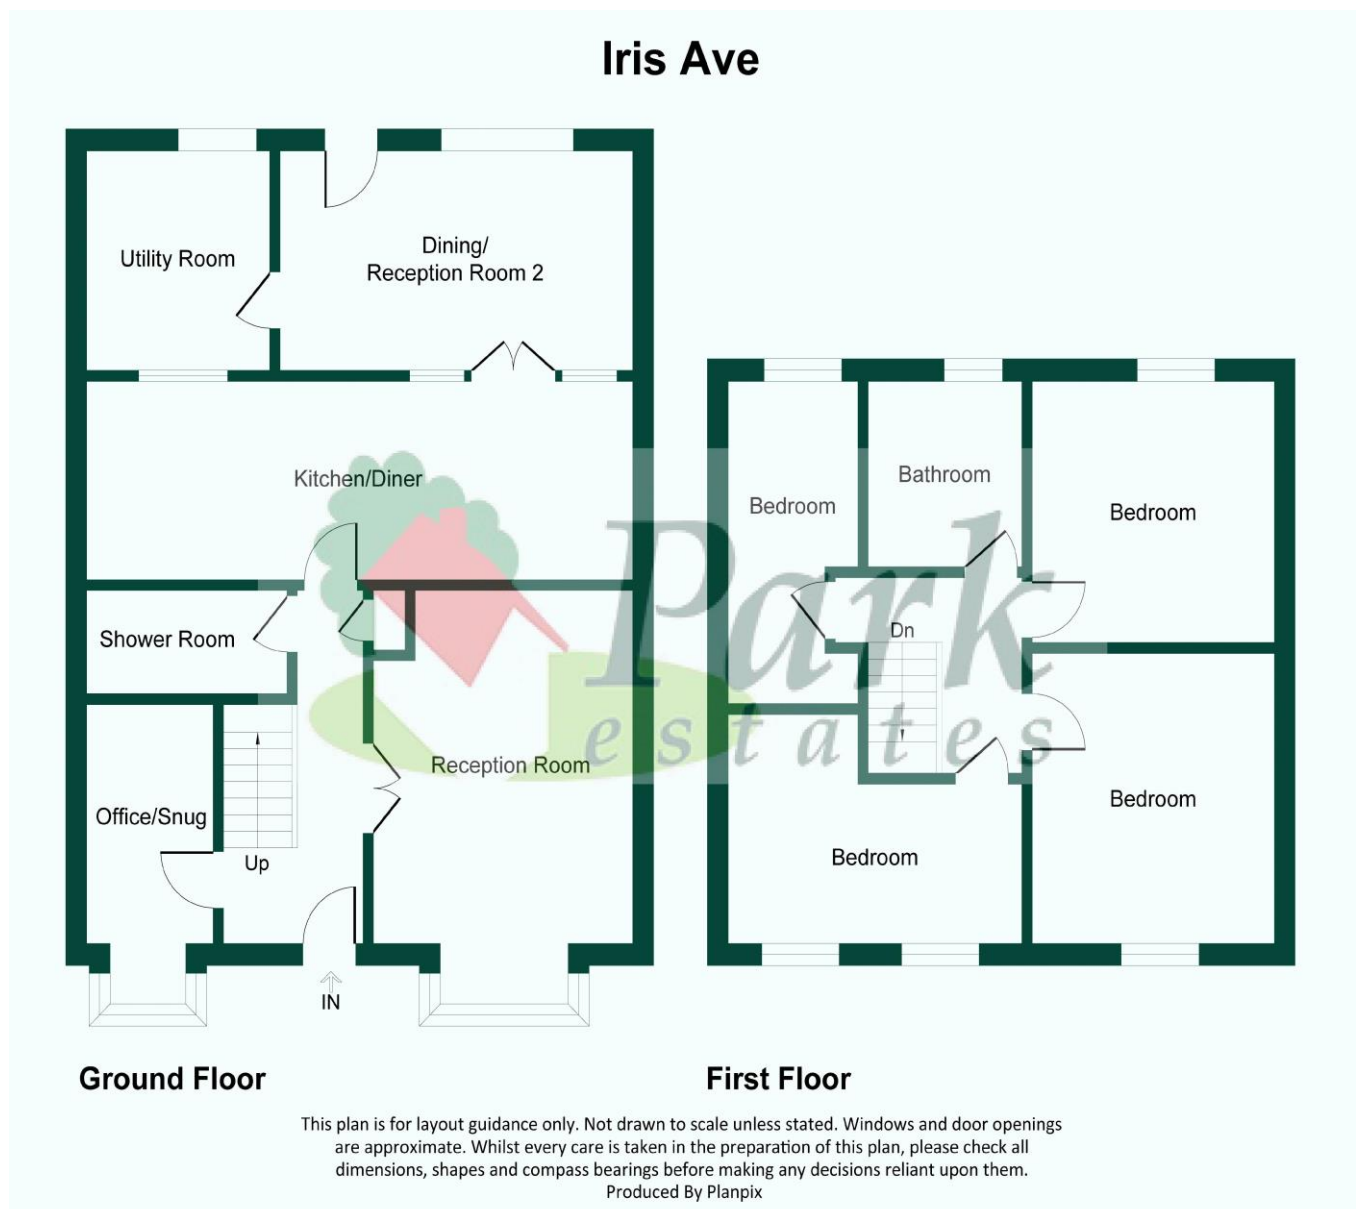 Iris Ave
Utility Room
Dining/
Reception Room 2
Kitchen/Diner
Shower Room
Reception Room
Office/Snug
Up
IN
Bedroom
Bathroom
Bedroom
Dn
Bedroom
Bedroom
Park
estates
Ground Floor
First Floor
This plan is for layout guidance only. Not drawn to scale unless stated. Windows and door openings
are approximate. Whilst every care is taken in the preparation of this plan, please check all
dimensions, shapes and compass bearings before making any decisions reliant upon them.
Produced By Planpix